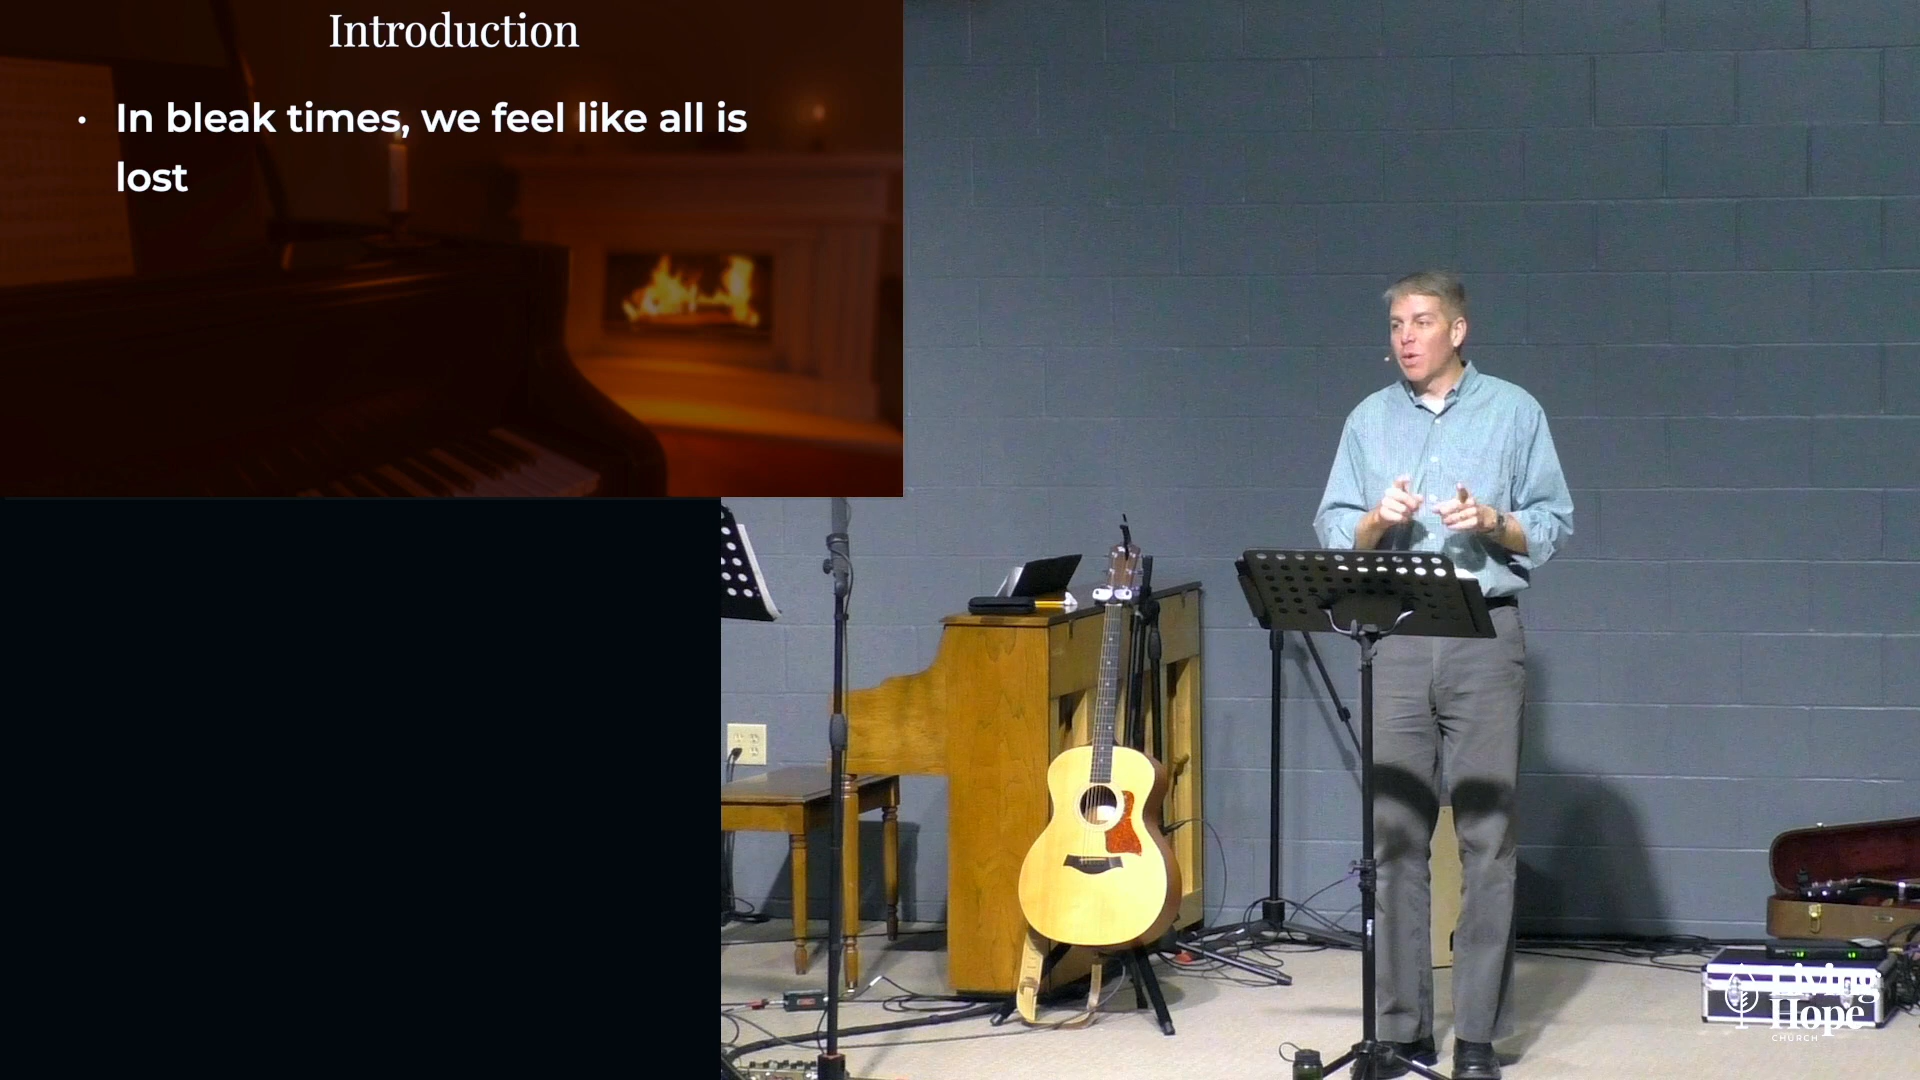 Introduction
• In bleak times, we feel like all is
lost
Living
Hope
CHURCH